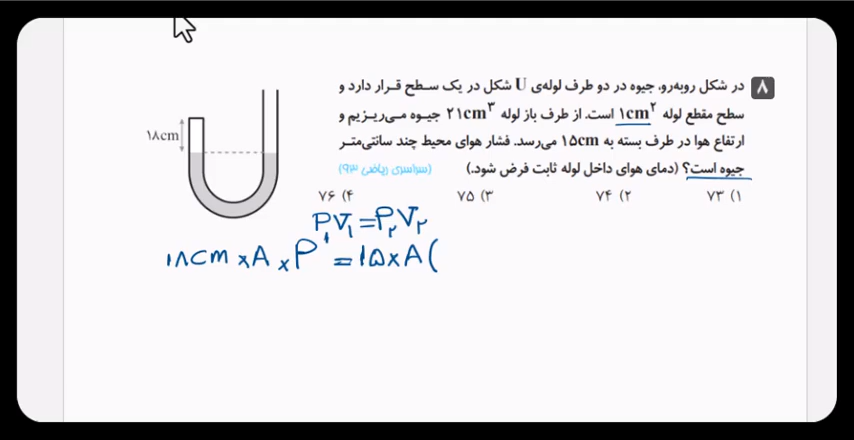 ۸ در شکل روبه‌رو، جیوه در دو طرف لوله‌ی U شکل در یک سطح قرار دارد و
سطح مقطع لوله ۱cm² است. از طرف باز لوله ۲۱cm³ جیوه می‌ریزیم و
ارتفاع هوا در طرف بسته به ۱۵cm می‌رسد. فشار هوای محیط چند سانتی‌متر
جیوه است؟ (دمای هوای داخل لوله ثابت فرض شود.) (سراسری ریاضی ۹۳)
۱) ۷۳ ۲) ۷۴ ۳) ۷۵ ۴) ۷۶
۱۸cm
P₁V₁=P₂V₂
۱۸cm×A×P'=۱۵×A(